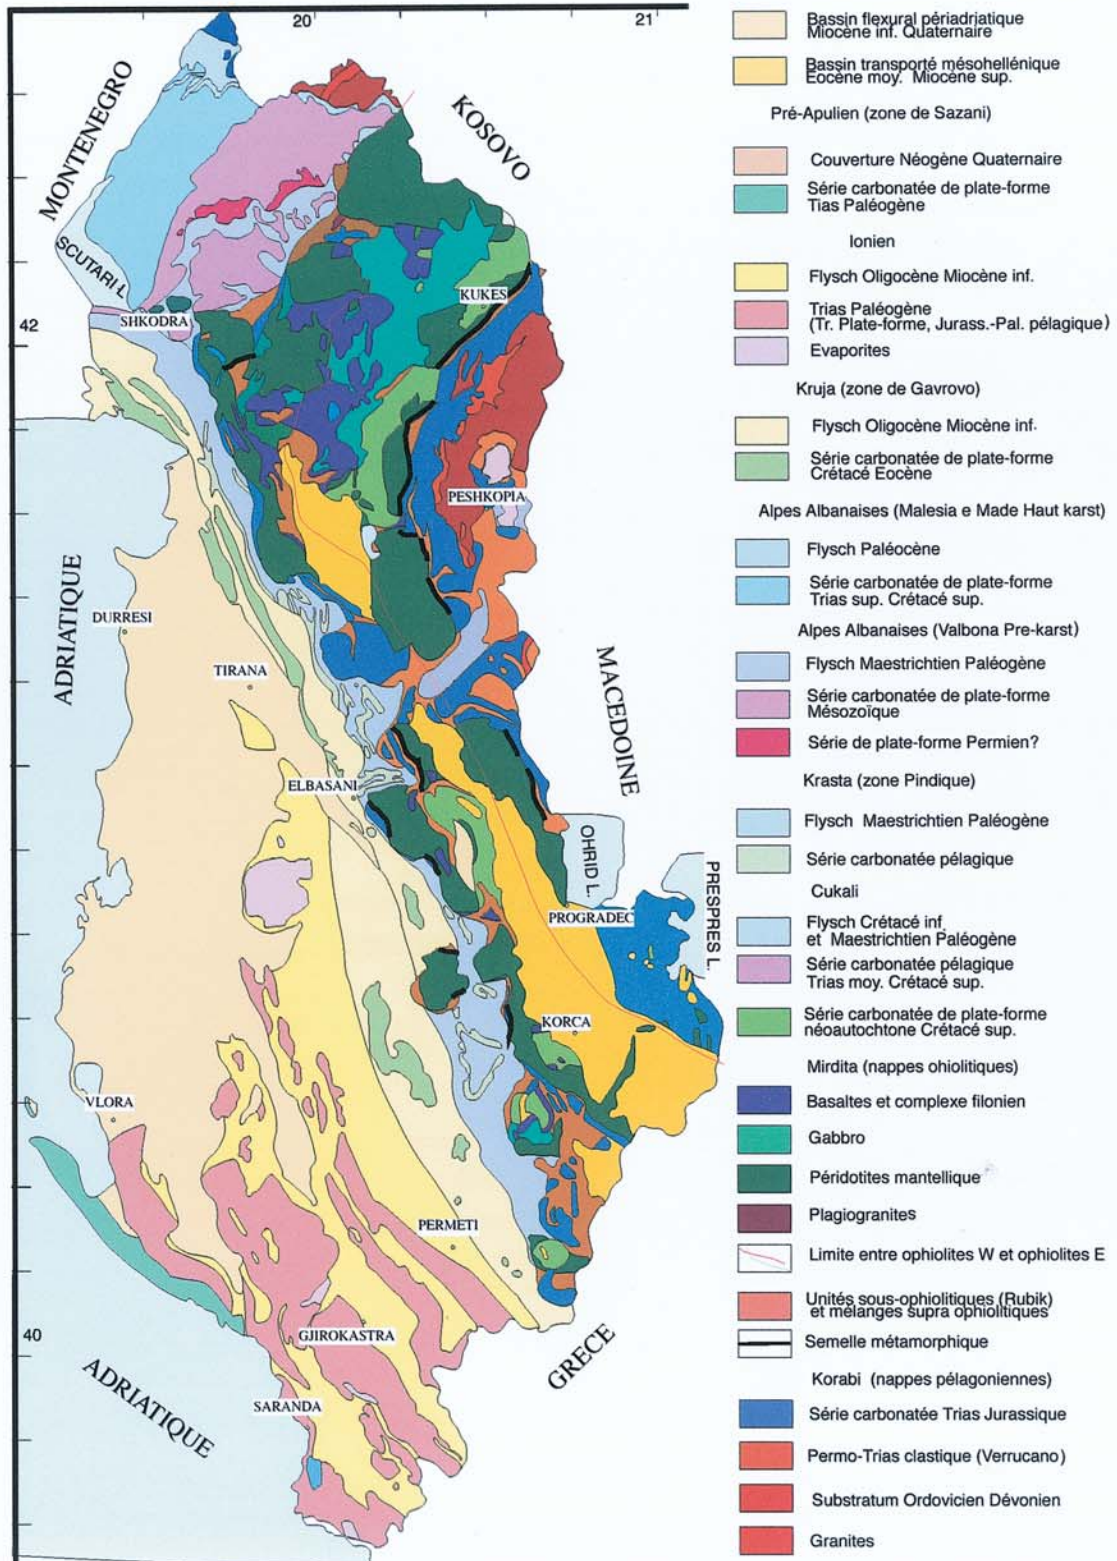 20
21
MONTENEGRO
KOSOVO
SCUTARI L
KUKES
SHKODRA
42
PESHKOPIA
ADRIATIQUE
DURRESI
TIRANA
MACEDOINE
ELBASANI
OHRID L.
PRESPRES L.
PROGRADEC
KORCA
VLORA
PERMETI
40
GJIROKASTRA
GRECE
ADRIATIQUE
SARANDA
Bassin flexural périadriatique
Miocène inf. Quaternaire
Bassin transporté mésohellénique
Eocène moy. Miocène sup.
Pré-Apulien (zone de Sazani)
Couverture Néogène Quaternaire
Série carbonatée de plate-forme
Tias Paléogène
Ionien
Flysch Oligocène Miocène inf.
Trias Paléogène
(Tr. Plate-forme, Jurass.-Pal. pélagique)
Evaporites
Kruja (zone de Gavrovo)
Flysch Oligocène Miocène inf.
Série carbonatée de plate-forme
Crétacé Eocène
Alpes Albanaises (Malesia e Made Haut karst)
Flysch Paléocène
Série carbonatée de plate-forme
Trias sup. Crétacé sup.
Alpes Albanaises (Valbona Pre-karst)
Flysch Maestrichtien Paléogène
Série carbonatée de plate-forme
Mésozoïque
Série de plate-forme Permien?
Krasta (zone Pindique)
Flysch Maestrichtien Paléogène
Série carbonatée pélagique
Cukali
Flysch Crétacé inf.
et Maestrichtien Paléogène
Série carbonatée pélagique
Trias moy. Crétacé sup.
Série carbonatée de plate-forme
néoautochtone Crétacé sup.
Mirdita (nappes ohiolitiques)
Basaltes et complexe filonien
Gabbro
Péridotites mantellique
Plagiogranites
Limite entre ophiolites W et ophiolites E
Unités sous-ophiolitiques (Rubik)
et mélanges supra ophiolitiques
Semelle métamorphique
Korabi (nappes pélagoniennes)
Série carbonatée Trias Jurassique
Permo-Trias clastique (Verrucano)
Substratum Ordovicien Dévonien
Granites